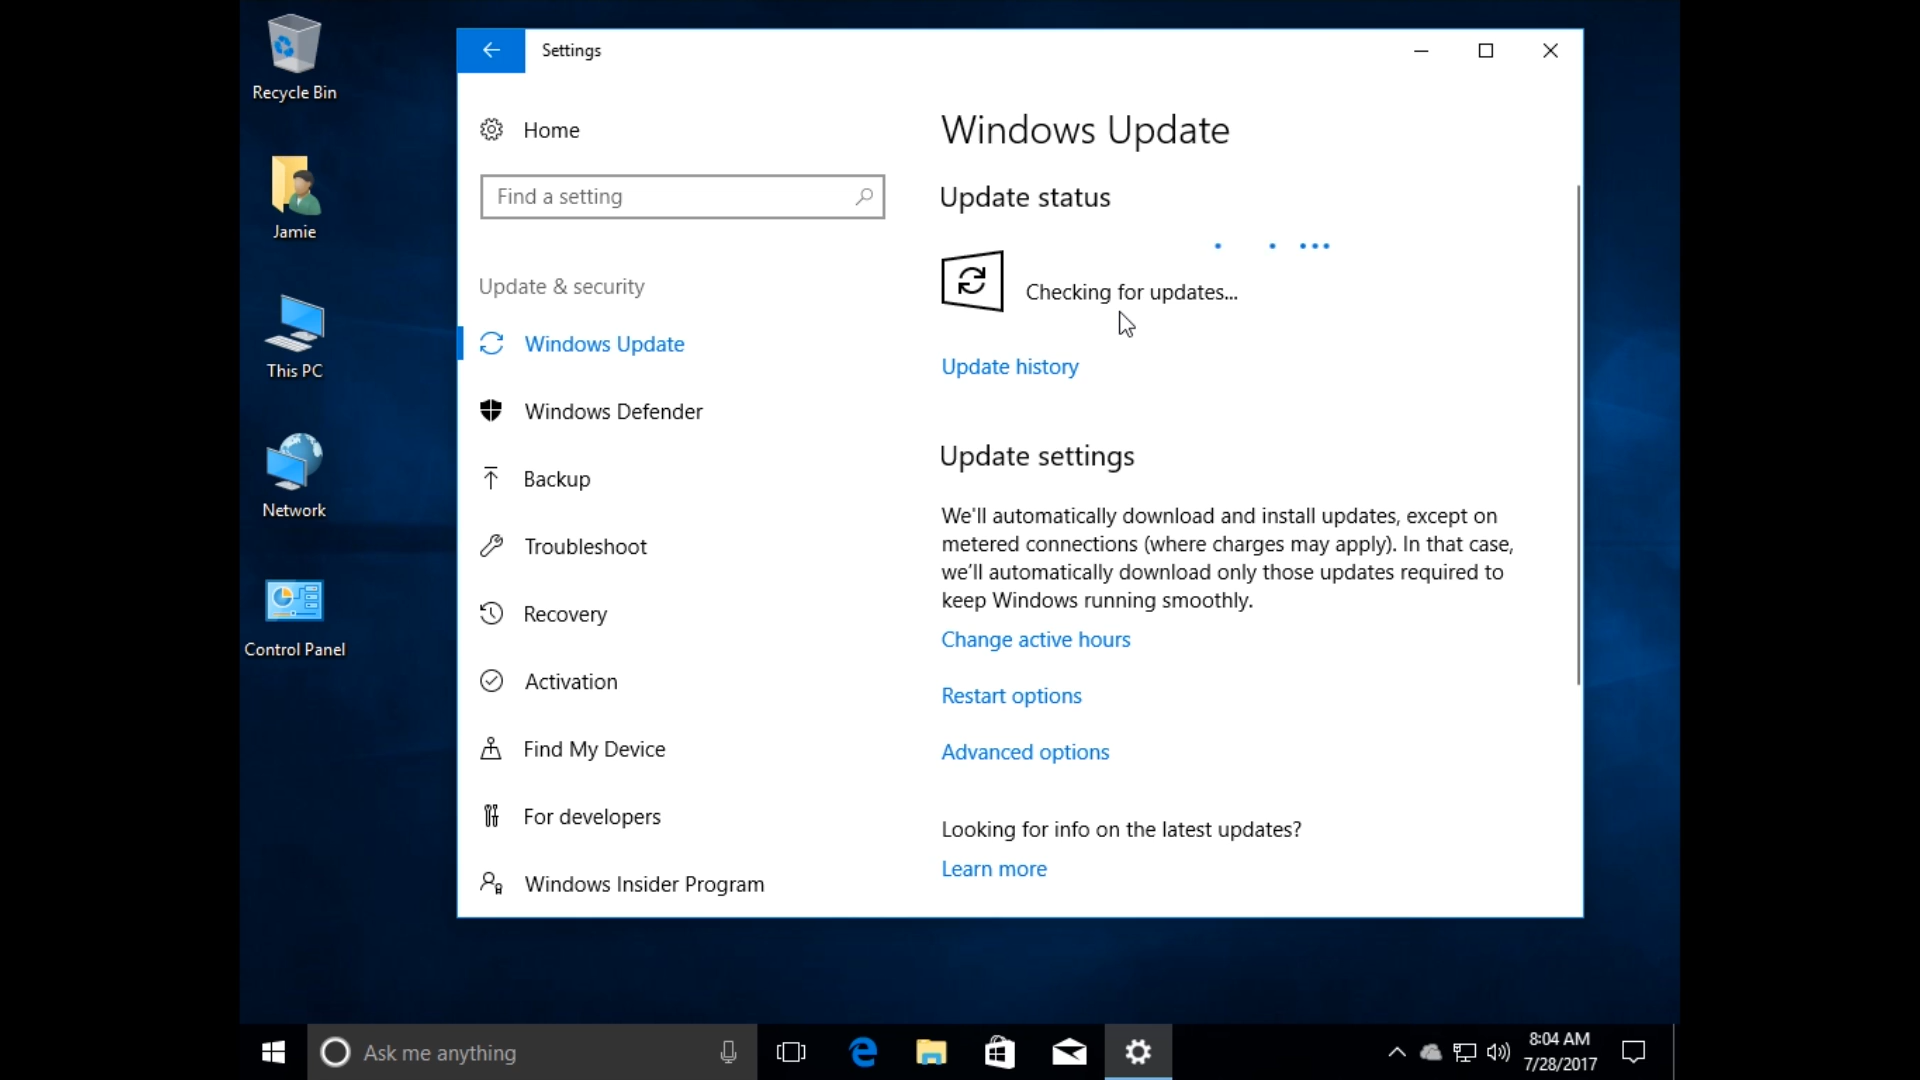 Recycle Bin
Jamie
This PC
Network
Control Panel
Settings
Home
Find a setting
Update & security
Windows Update
Windows Defender
Backup
Troubleshoot
Recovery
Activation
Find My Device
For developers
Windows Insider Program
Windows Update
Update status
Checking for updates...
Update history
Update settings
We'll automatically download and install updates, except on
metered connections (where charges may apply). In that case,
we'll automatically download only those updates required to
keep Windows running smoothly.
Change active hours
Restart options
Advanced options
Looking for info on the latest updates?
Learn more
Ask me anything
8:04 AM
7/28/2017